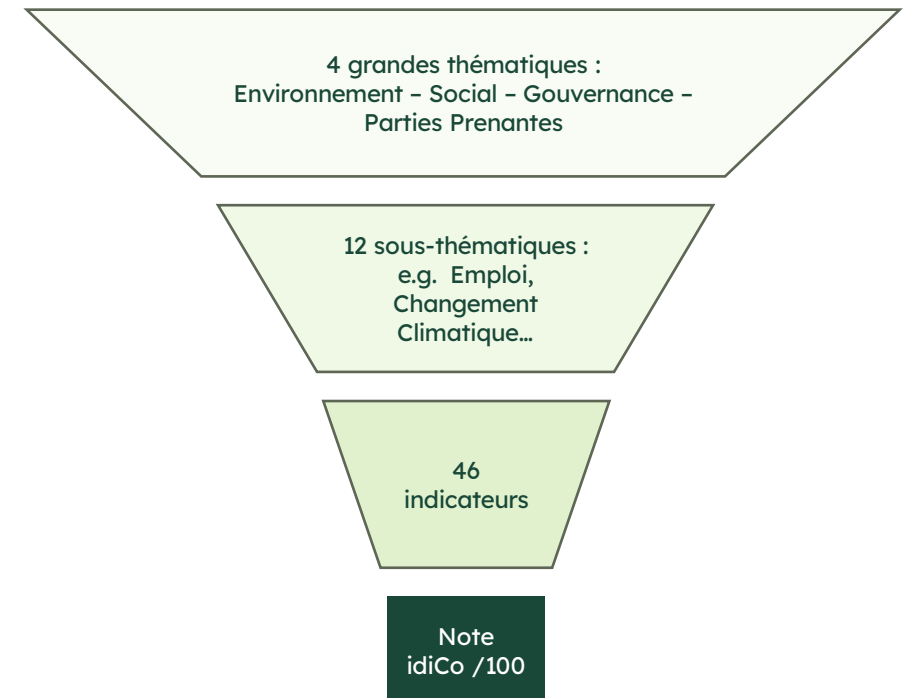 4 grandes thématiques :
Environnement – Social – Gouvernance –
Parties Prenantes
12 sous-thématiques :
e.g. Emploi,
Changement
Climatique...
46
indicateurs
Note
idiCo /100